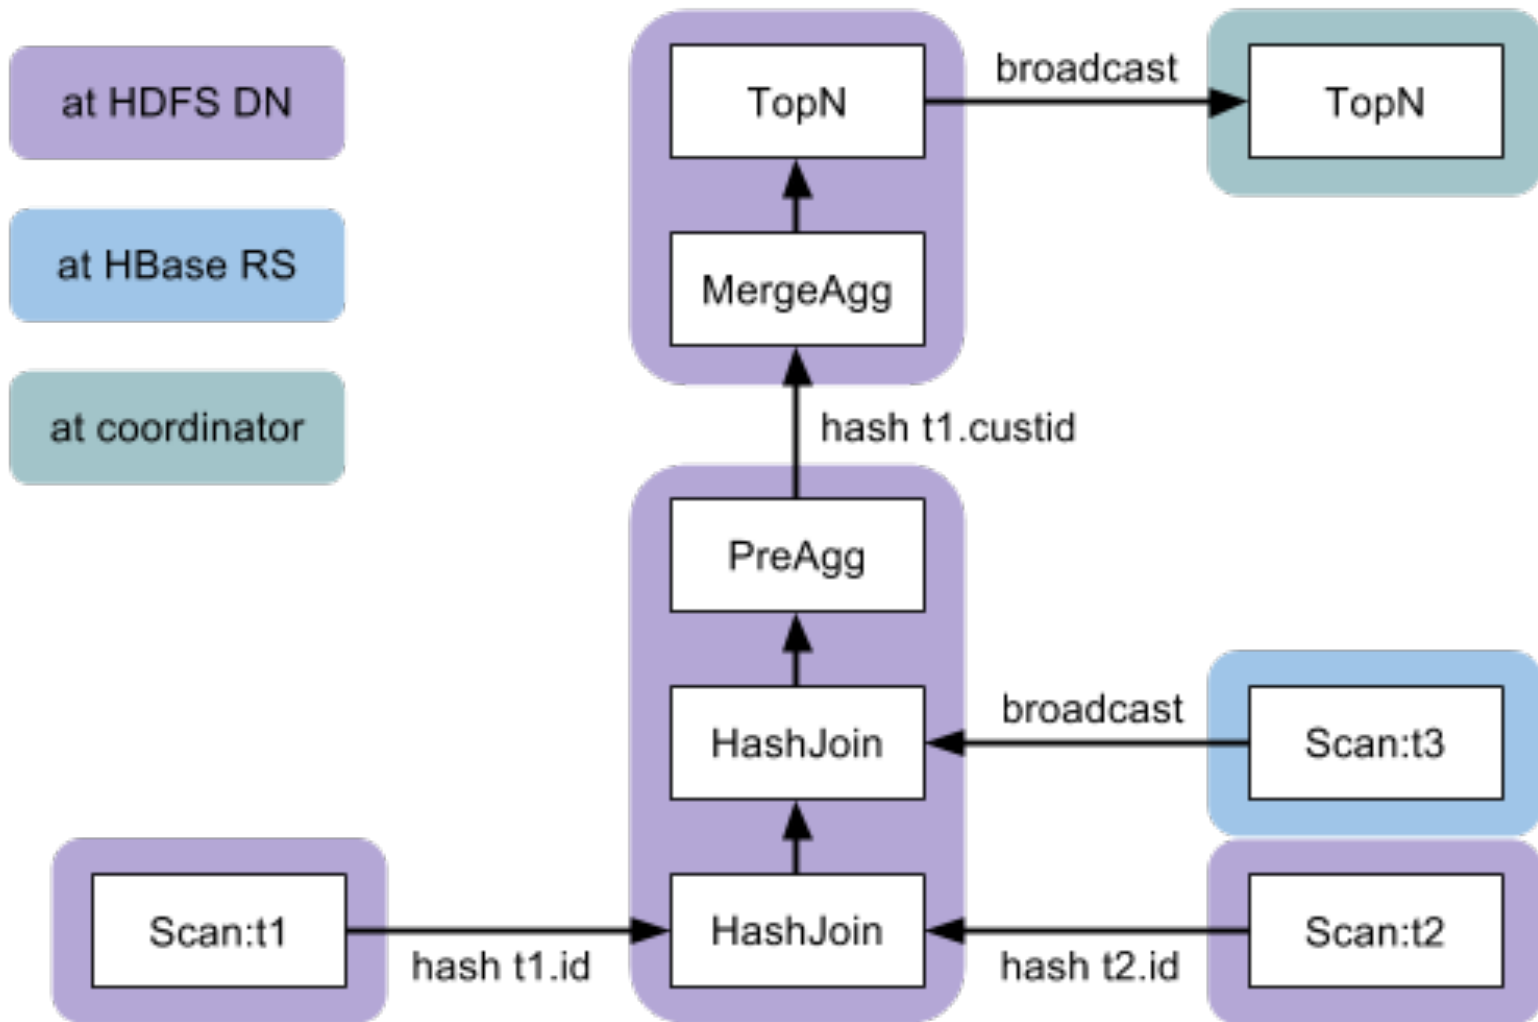 at HDFS DN
at HBase RS
at coordinator
TopN
broadcast
TopN
MergeAgg
hash t1.custid
PreAgg
HashJoin
broadcast
Scan:t3
Scan:t1
hash t1.id
HashJoin
hash t2.id
Scan:t2